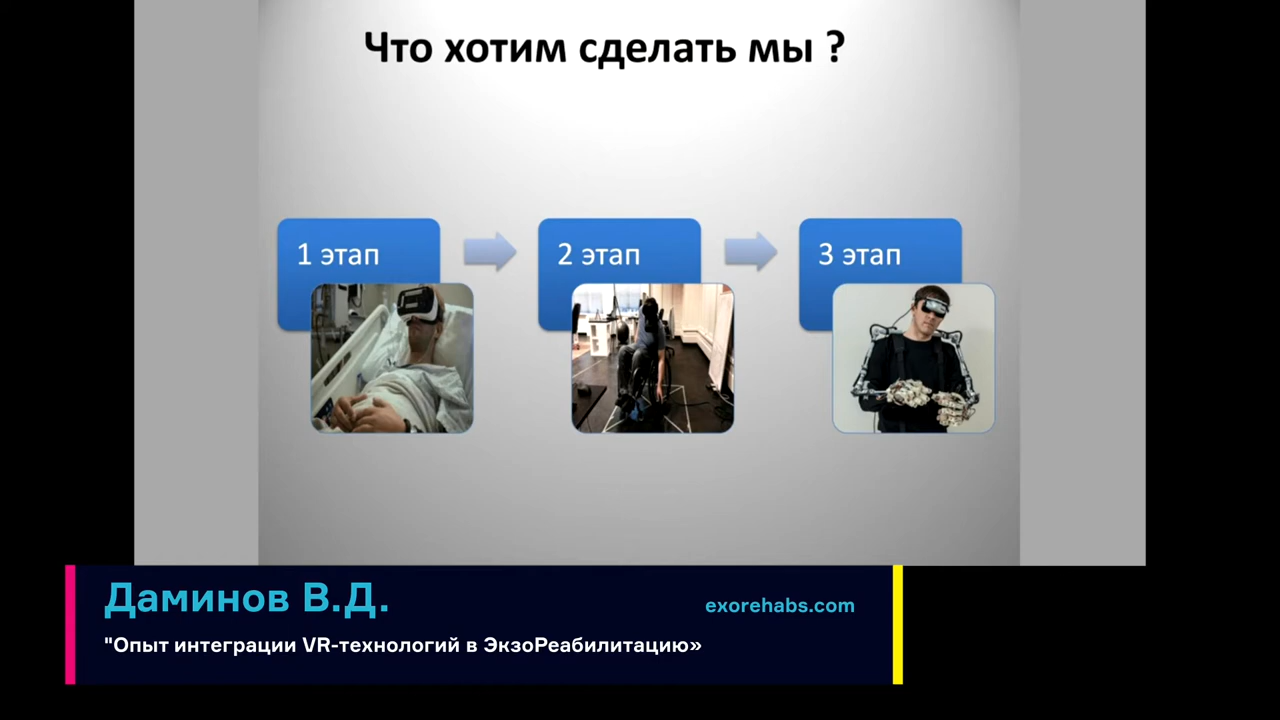 Что хотим сделать мы ?
1 этап
2 этап
3 этап
Даминов В.Д.
exorehabs.com
"Опыт интеграции VR-технологий в ЭкзоРеабилитацию»